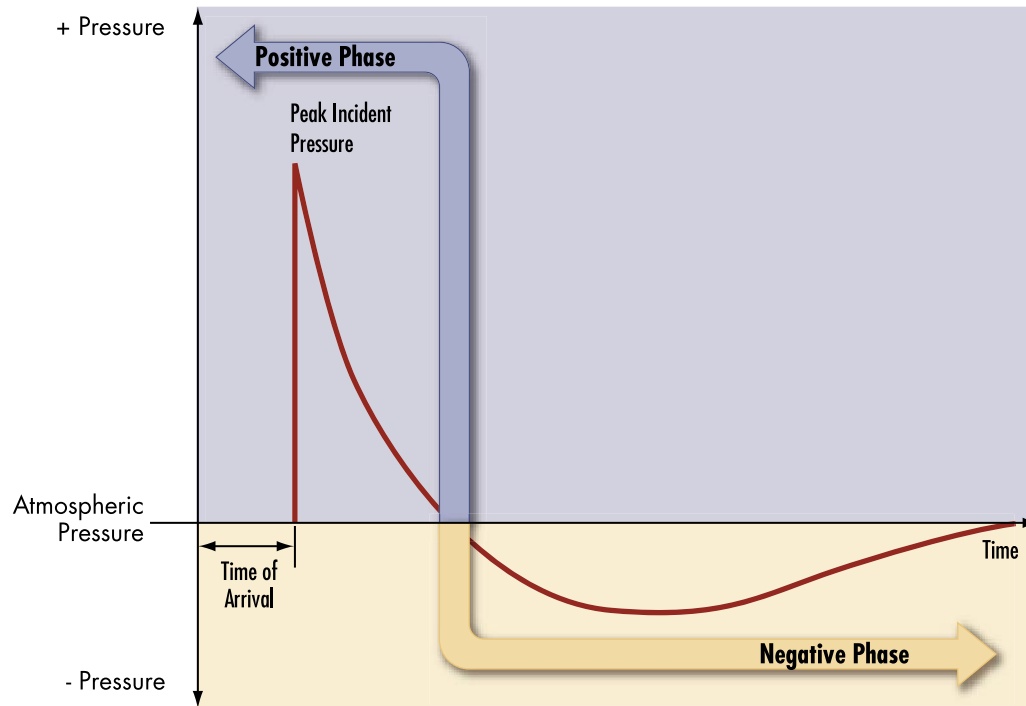 + Pressure
Positive Phase
Peak Incident
Pressure
Atmospheric
Pressure
Time of
Arrival
Time
Negative Phase
- Pressure